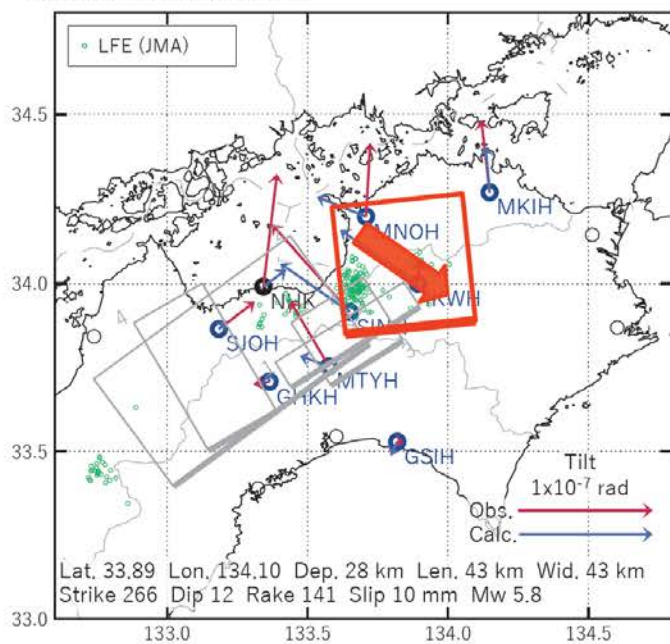 LFE (JMA)
34.5
MKIH
MNOH
34.0
NHK
IKWH
SJOH
4
MTYH
GHKH
33.5
GSIH
Tilt
1x10⁻⁷ rad
Obs.
Calc.
Lat. 33.89 Lon. 134.10 Dep. 28 km Len. 43 km Wid. 43 km
Strike 266 Dip 12 Rake 141 Slip 10 mm Mw 5.8
33.0
133.0 133.5 134.0 134.5